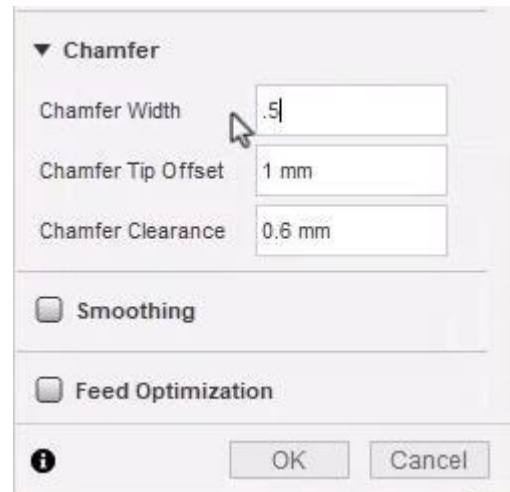 Chamfer
Chamfer Width .5
Chamfer Tip Offset 1 mm
Chamfer Clearance 0.6 mm
Smoothing
Feed Optimization
OK Cancel